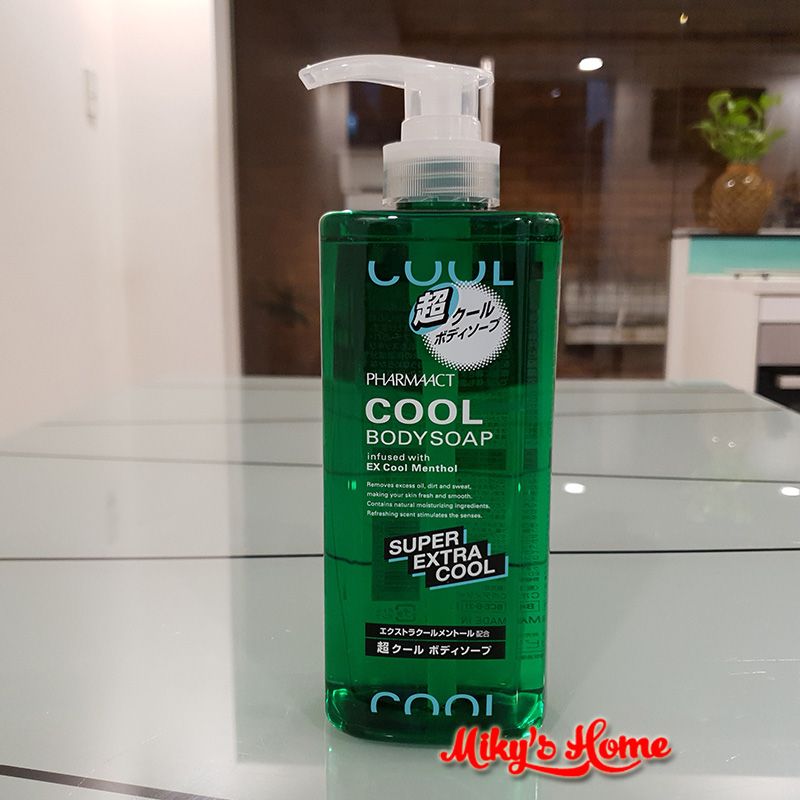 COOL
超クール
ボディソープ
PHARMAACT
COOL
BODYSOAP
infused with
EX Cool Menthol
Removes excess oil, dirt and sweat,
making your skin fresh and smooth.
Contains natural moisturizing ingredients.
Refreshing scent stimulates the senses.
SUPER
EXTRA
COOL
エクストラクールメントール配合
超クール ボディソープ
COOL
Miky's Home